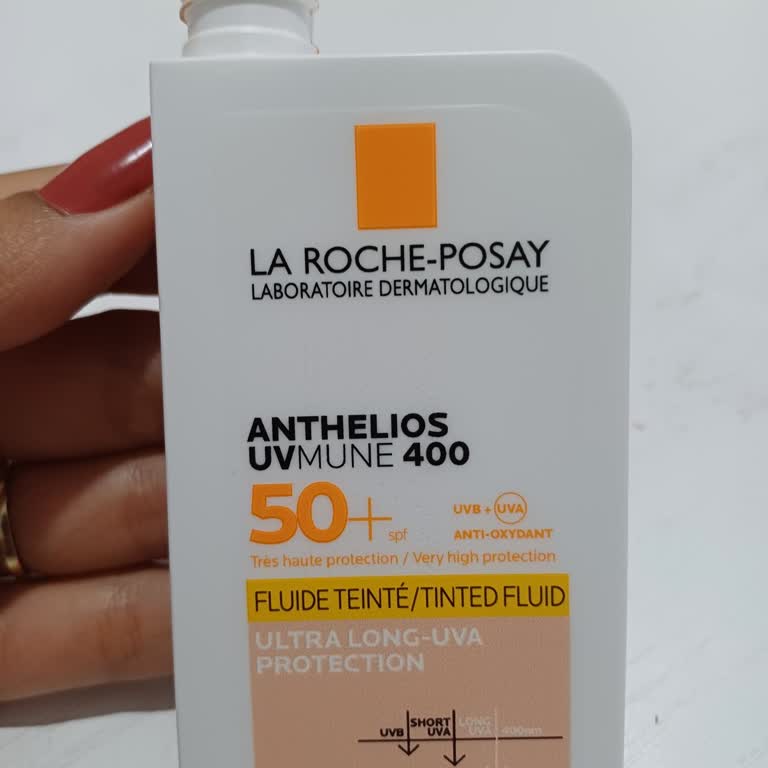 LA ROCHE-POSAY
LABORATOIRE DERMATOLOGIQUE
ANTHELIOS
UVMUNE 400
50+ spf
UVB + UVA
ANTI-OXYDANT
Très haute protection / Very high protection
FLUIDE TEINTÉ/TINTED FLUID
ULTRA LONG-UVA
PROTECTION
UVB SHORT UVA LONG UVA 400nm